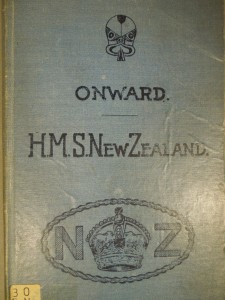 ONWARD.
H.M.S. NEW ZEALAND.
N Z
30